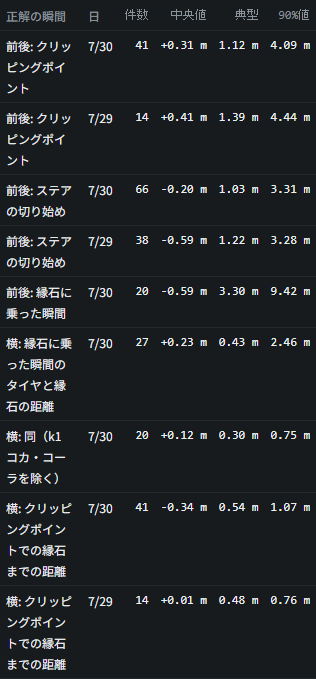 正解の瞬間 日 件数 中央値 典型 90%値
前後: クリッ 7/30 41 +0.31 m 1.12 m 4.09 m
ピングポイ
ント
前後: クリッ 7/29 14 +0.41 m 1.39 m 4.44 m
ピングポイ
ント
前後: ステア 7/30 66 -0.20 m 1.03 m 3.31 m
の切り始め
前後: ステア 7/29 38 -0.59 m 1.22 m 3.28 m
の切り始め
前後: 縁石に 7/30 20 -0.59 m 3.30 m 9.42 m
乗った瞬間
横: 縁石に乗 7/30 27 +0.23 m 0.43 m 2.46 m
った瞬間の
タイヤと縁
石の距離
横: 同（k1 7/30 20 +0.12 m 0.30 m 0.75 m
コカ・コー
ラを除く）
横: クリッピ 7/30 41 -0.34 m 0.54 m 1.07 m
ングポイン
トでの縁石
までの距離
横: クリッピ 7/29 14 +0.01 m 0.48 m 0.76 m
ングポイン
トでの縁石
までの距離